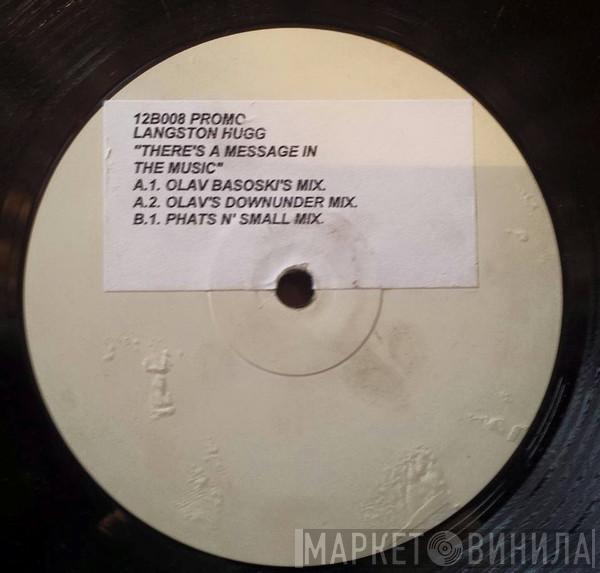 12B008 PROMO
LANGSTON HUGG
"THERE'S A MESSAGE IN
THE MUSIC"
A.1. OLAV BASOSKI'S MIX.
A.2. OLAV'S DOWNUNDER MIX.
B.1. PHATS N' SMALL MIX.
МАРКЕТ ВИНИЛА